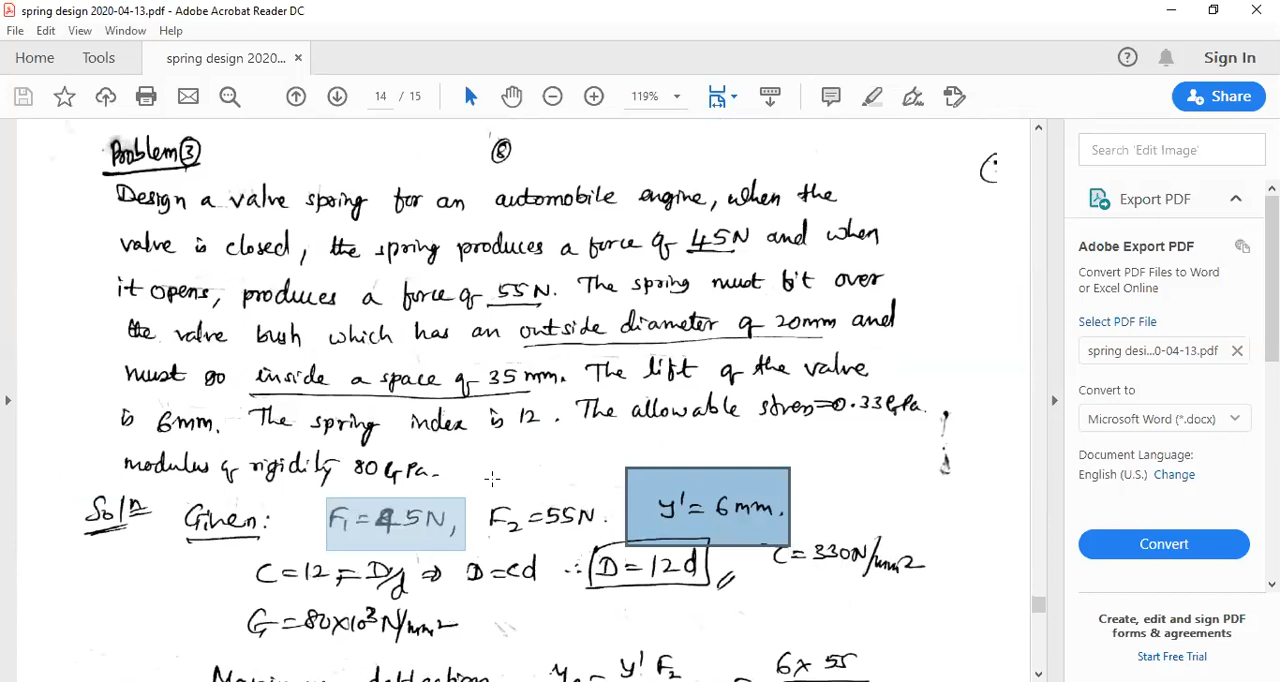 spring design 2020-04-13.pdf - Adobe Acrobat Reader DC
File Edit View Window Help
Home Tools spring design 2020... × Sign In
14 / 15 119% Share
Problem ③ ⑧
Design a valve spring for an automobile engine, when the
valve is closed, the spring produces a force of 45N and when
it opens, produces a force of 55N. The spring must fit over
the valve bush which has an outside diameter of 20mm and
must go inside a space of 35mm. The lift of the valve
is 6mm. The spring index is 12. The allowable stress=0.33GPa.
modulus of rigidity 80GPa.
Soln Given: F₁ = 45N, F₂ = 55N. y' = 6mm.
C = 12 = D/d ⇒ D = Cd ∴ D = 12d τ = 330N/mm2
G = 80×10³ N/mm²
Maximum deflection y₂ = y' F₂ = 6 × 55
Search 'Edit Image'
Export PDF
Adobe Export PDF
Convert PDF Files to Word
or Excel Online
Select PDF File
spring desi...0-04-13.pdf
Convert to
Microsoft Word (*.docx)
Document Language:
English (U.S.) Change
Convert
Create, edit and sign PDF
forms & agreements
Start Free Trial